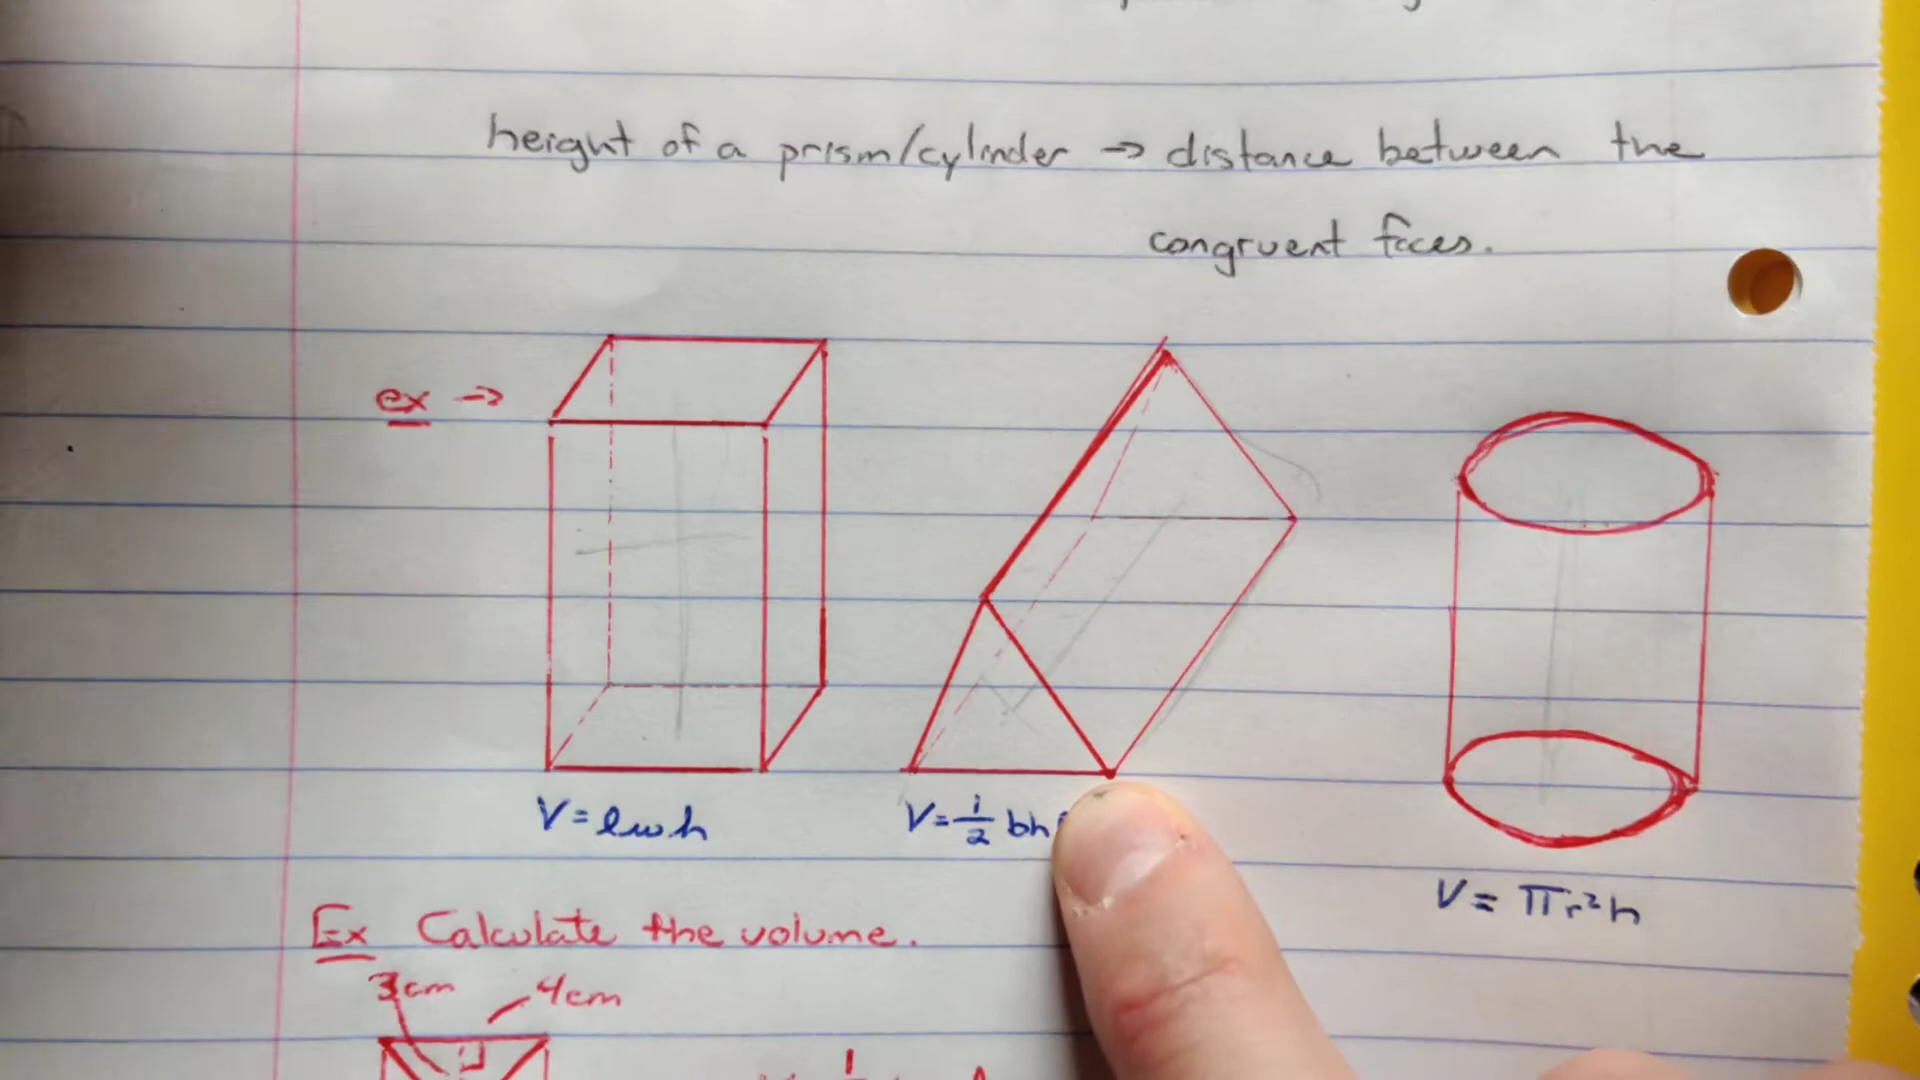 height of a prism/cylinder → distance between the
congruent faces.
ex →
V = lwh
V = 1/2 bh
V = πr²h
Ex Calculate the volume.
3cm 4cm